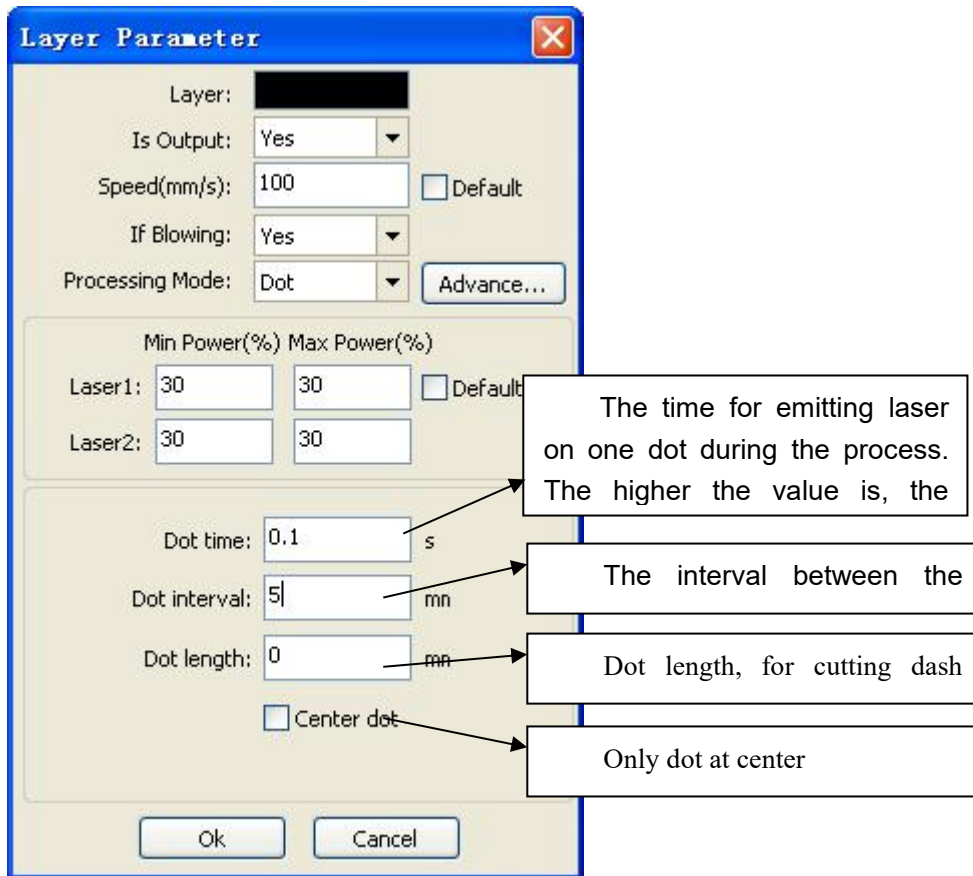 Layer Parameter
Layer:
Is Output: Yes
Speed(mm/s): 100 Default
If Blowing: Yes
Processing Mode: Dot Advance...
Min Power(%) Max Power(%)
Laser1: 30 30 Default
Laser2: 30 30
The time for emitting laser
on one dot during the process.
The higher the value is, the
Dot time: 0.1 s
The interval between the
Dot interval: 5 mn
Dot length: 0 mn
Dot length, for cutting dash
Center dot
Only dot at center
Ok Cancel